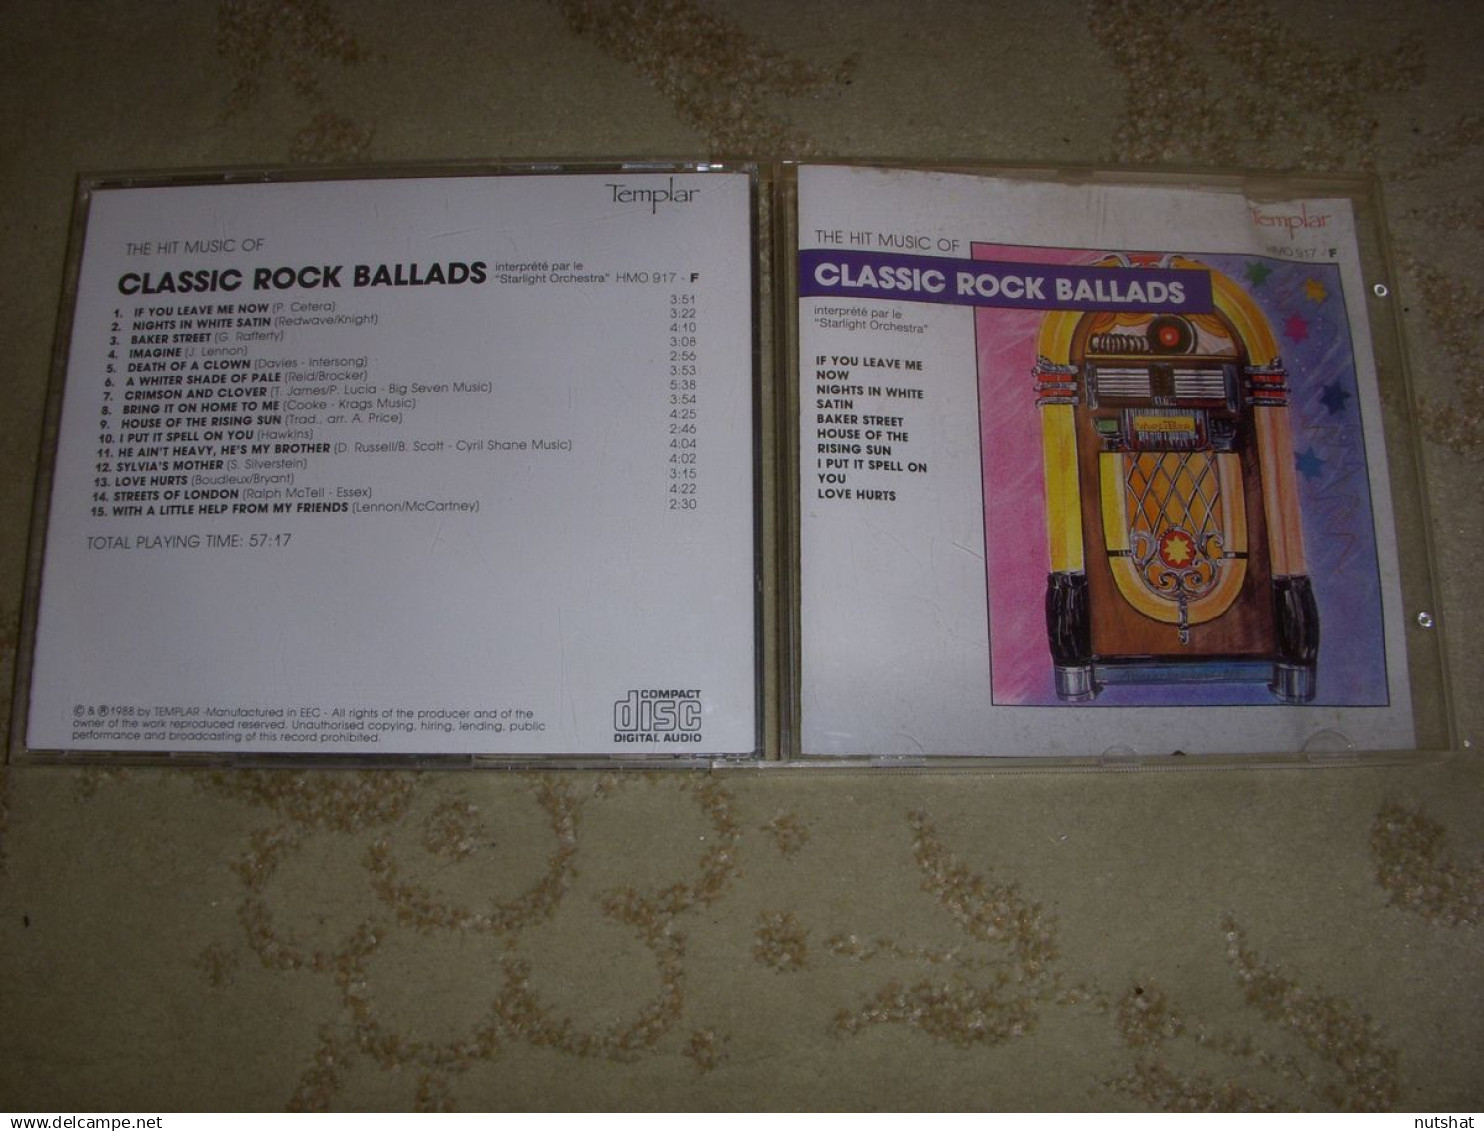 Templar
THE HIT MUSIC OF
CLASSIC ROCK BALLADS interprété par le "Starlight Orchestra" HMO 917 - F
1. IF YOU LEAVE ME NOW (P. Cetera) 3:51
2. NIGHTS IN WHITE SATIN (Redwave/Knight) 3:22
3. BAKER STREET (G. Rafferty) 4:10
4. IMAGINE (J. Lennon) 3:08
5. DEATH OF A CLOWN (Davies - Intersong) 2:56
6. A WHITER SHADE OF PALE (Reid/Brocker) 3:53
7. CRIMSON AND CLOVER (T. James/P. Lucia - Big Seven Music) 5:38
8. BRING IT ON HOME TO ME (Cooke - Krags Music) 3:54
9. HOUSE OF THE RISING SUN (Trad., arr. A. Price) 4:25
10. I PUT IT SPELL ON YOU (Hawkins) 2:46
11. HE AIN'T HEAVY, HE'S MY BROTHER (D. Russell/B. Scott - Cyril Shane Music) 4:04
12. SYLVIA'S MOTHER (S. Silverstein) 4:02
13. LOVE HURTS (Boudleux/Bryant) 3:15
14. STREETS OF LONDON (Ralph McTell - Essex) 4:22
15. WITH A LITTLE HELP FROM MY FRIENDS (Lennon/McCartney) 2:30
TOTAL PLAYING TIME: 57:17
© & ℗ 1988 by TEMPLAR -Manufactured in EEC - All rights of the producer and of the
owner of the work reproduced reserved. Unauthorised copying, hiring, lending, public
performance and broadcasting of this record prohibited.
COMPACT
disc
DIGITAL AUDIO
Templar
THE HIT MUSIC OF
HMO 917 - F
CLASSIC ROCK BALLADS
interprété par le
"Starlight Orchestra"
IF YOU LEAVE ME
NOW
NIGHTS IN WHITE
SATIN
BAKER STREET
HOUSE OF THE
RISING SUN
I PUT IT SPELL ON
YOU
LOVE HURTS
delcampe.net
nutshat